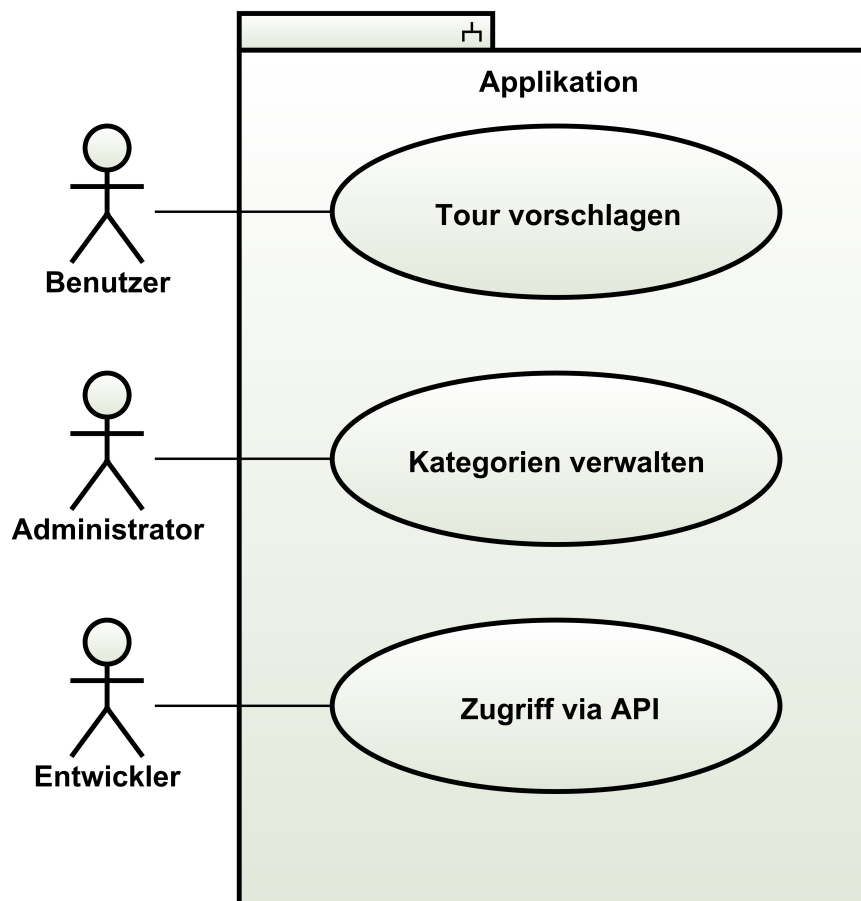 Applikation
Tour vorschlagen
Benutzer
Kategorien verwalten
Administrator
Zugriff via API
Entwickler